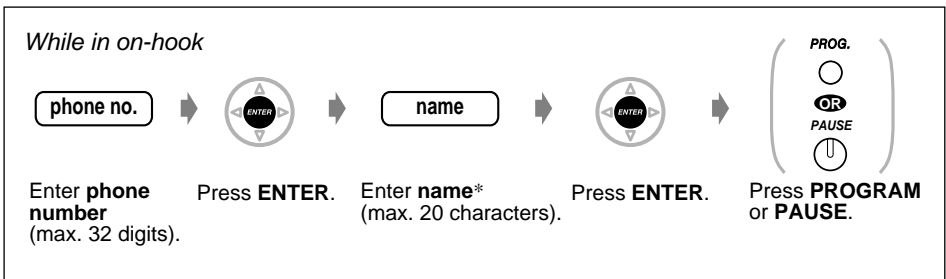 While in on-hook
phone no.
ENTER
name
ENTER
PROG.
OR
PAUSE
Enter phone
number
(max. 32 digits).
Press ENTER.
Enter name*
(max. 20 characters).
Press ENTER.
Press PROGRAM
or PAUSE.